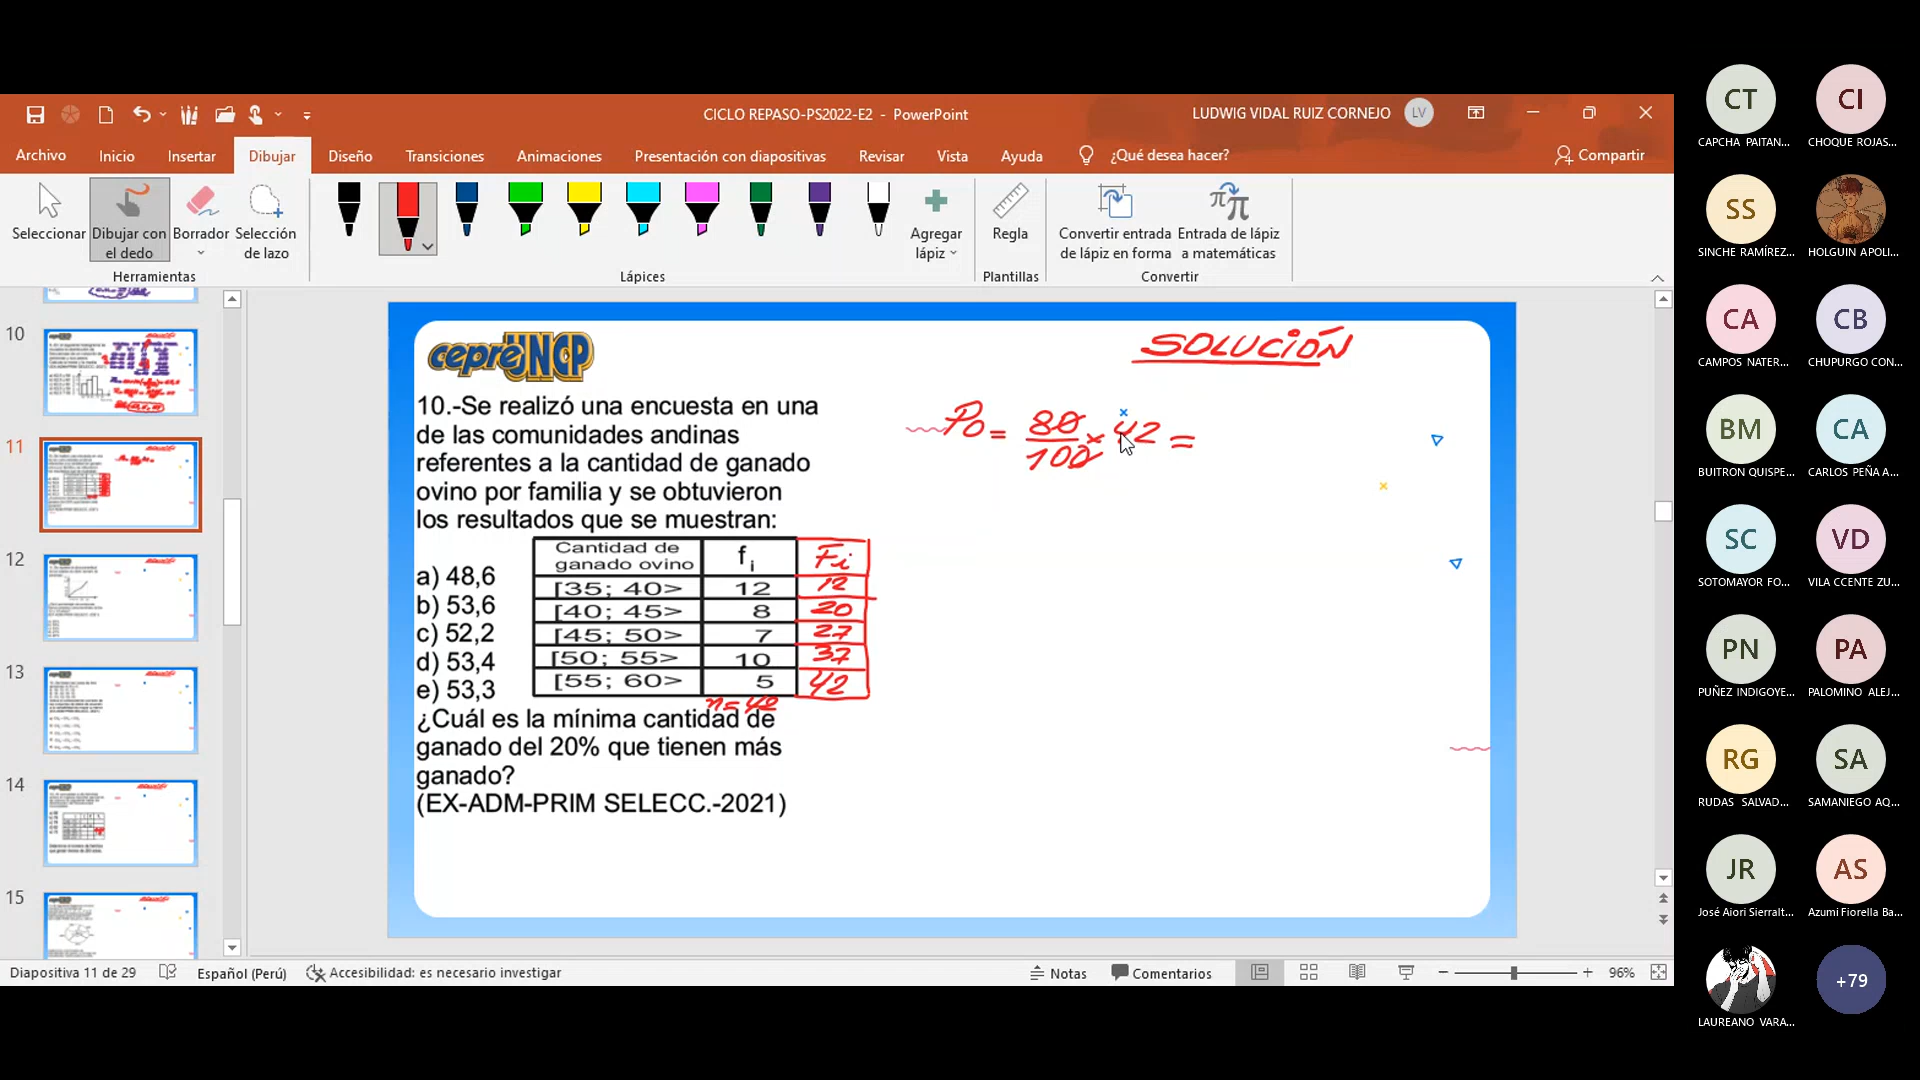 CICLO REPASO-PS2022-E2 - PowerPoint
LUDWIG VIDAL RUIZ CORNEJO
LV
Archivo
Inicio
Insertar
Dibujar
Diseño
Transiciones
Animaciones
Presentación con diapositivas
Revisar
Vista
Ayuda
¿Qué desea hacer?
Compartir
Seleccionar
Dibujar con el dedo
Borrador
Selección de lazo
Herramientas
Lápices
Agregar lápiz
Regla
Plantillas
Convertir entrada de lápiz en forma
Entrada de lápiz a matemáticas
Convertir
10
11
12
13
14
15
cepreUNCP
SOLUCIÓN
10.-Se realizó una encuesta en una
de las comunidades andinas
referentes a la cantidad de ganado
ovino por familia y se obtuvieron
los resultados que se muestran:
a) 48,6
b) 53,6
c) 52,2
d) 53,4
e) 53,3
Cantidad de ganado ovino fi Fi
[35; 40> 12 12
[40; 45> 8 20
[45; 50> 7 27
[50; 55> 10 37
[55; 60> 5 42
n = 42
¿Cuál es la mínima cantidad de
ganado del 20% que tienen más
ganado?
(EX-ADM-PRIM SELECC.-2021)
Po = 80/100 × 42 =
Diapositiva 11 de 29
Español (Perú)
Accesibilidad: es necesario investigar
Notas
Comentarios
96%
CT
CAPCHA PAITAN...
CI
CHOQUE ROJAS...
SS
SINCHE RAMÍREZ...
HOLGUIN APOLI...
CA
CAMPOS NATER...
CB
CHUPURGO CON...
BM
BUITRON QUISPE...
CA
CARLOS PEÑA A...
SC
SOTOMAYOR FO...
VD
VILA CCENTE ZU...
PN
PUÑEZ INDIGOYE...
PA
PALOMINO ALEJ...
RG
RUDAS SALVAD...
SA
SAMANIEGO AQ...
JR
José Aiori Sierralt...
AS
Azumi Fiorella Ba...
LAUREANO VARA...
+79